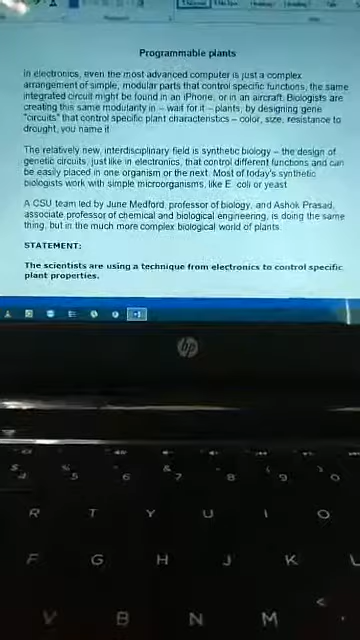 Programmable plants
In electronics, even the most advanced computer is just a complex
arrangement of simple, modular parts that control specific functions, the same
integrated circuit might be found in an iPhone, or in an aircraft. Biologists are
creating this same modularity in – wait for it – plants, by designing gene
"circuits" that control specific plant characteristics – color, size, resistance to
drought, you name it
The relatively new, interdisciplinary field is synthetic biology – the design of
genetic circuits, just like in electronics, that control different functions and can
be easily placed in one organism or the next. Most of today's synthetic
biologists work with simple microorganisms, like E. coli or yeast
A CSU team led by June Medford, professor of biology, and Ashok Prasad,
associate professor of chemical and biological engineering, is doing the same
thing, but in the much more complex biological world of plants.
STATEMENT:
The scientists are using a technique from electronics to control specific
plant properties.
hp
4 5 6 & 7 8 9 0
R T Y U I O
F G H J K L
V B N M <